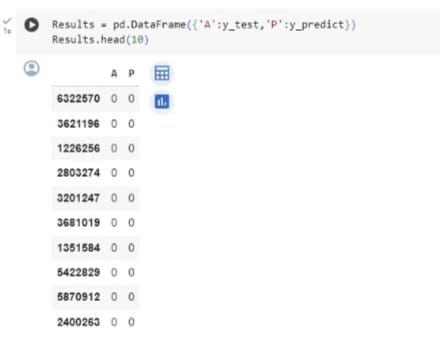 Results = pd.DataFrame({'A':y_test,'P':y_predict})
Results.head(10)
1s
A P
6322570 0 0
3621196 0 0
1226256 0 0
2803274 0 0
3201247 0 0
3681019 0 0
1351584 0 0
5422829 0 0
5870912 0 0
2400263 0 0